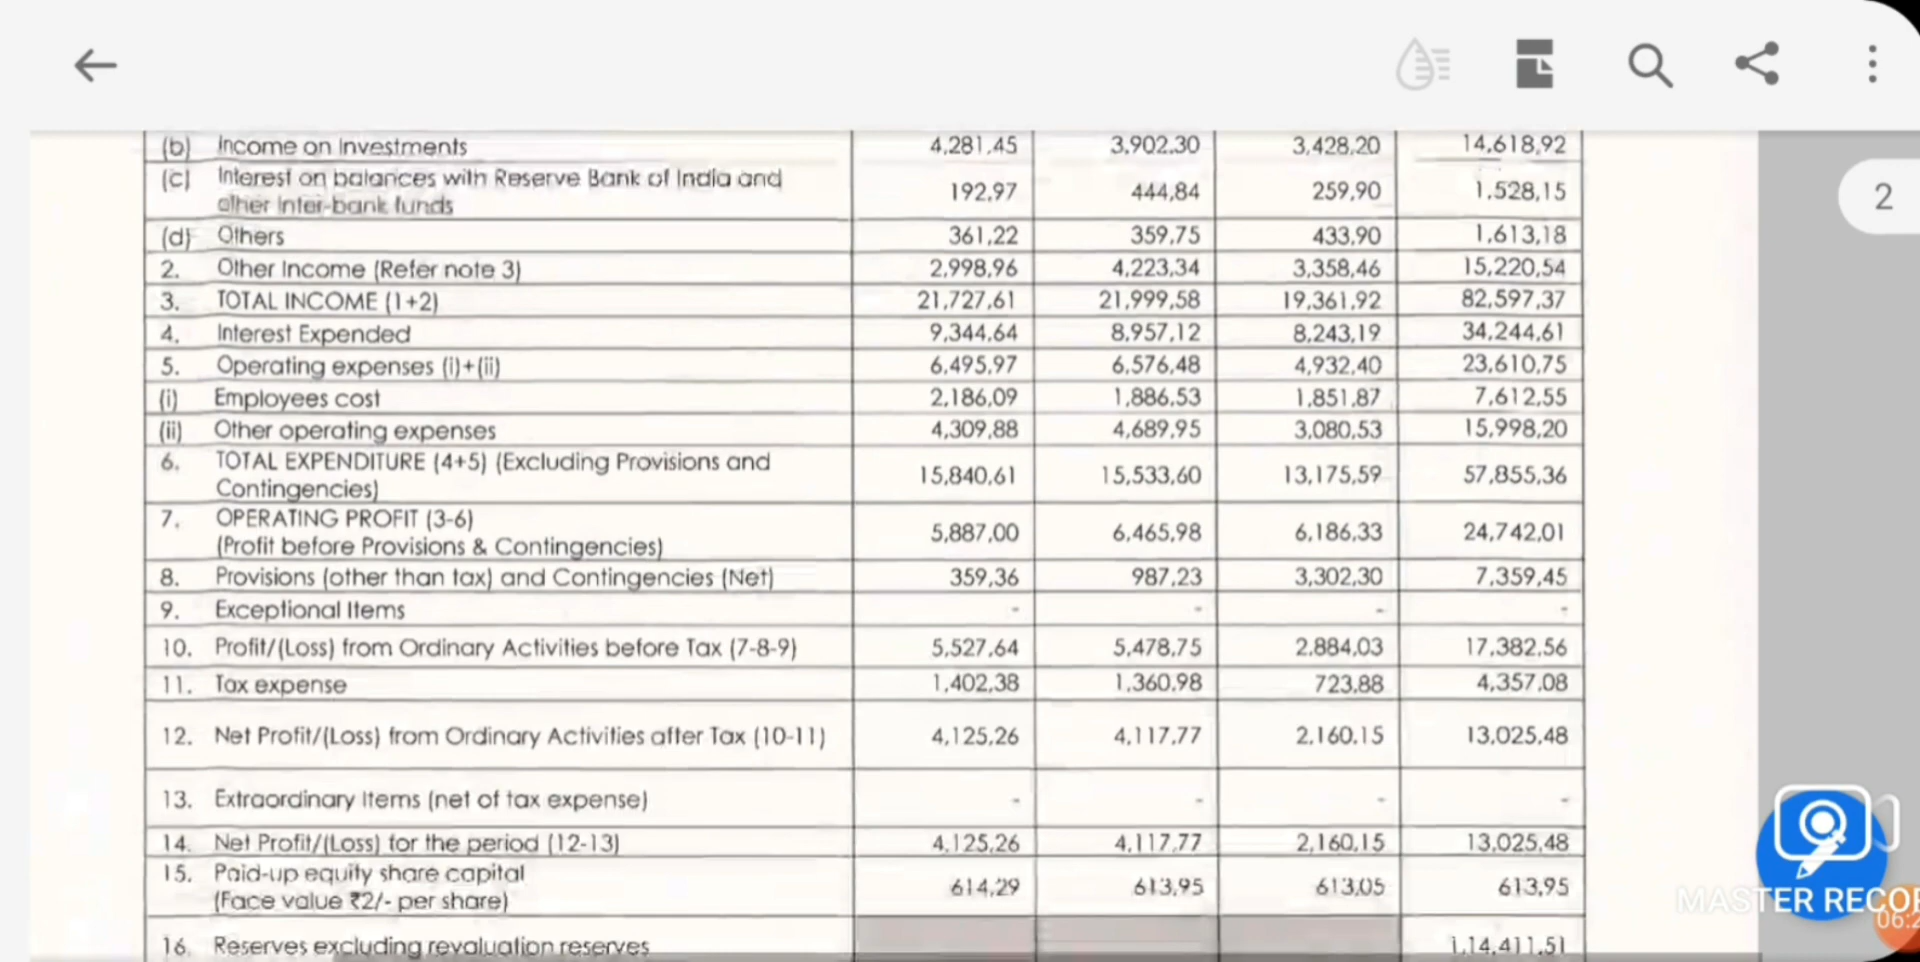 2
(b) Income on Investments 4,281,45 3,902,30 3,428,20 14,618,92
(c) Interest on balances with Reserve Bank of India and
other Inter-bank funds 192,97 444,84 259,90 1,528,15
(d) Others 361,22 359,75 433,90 1,613,18
2. Other Income (Refer note 3) 2,998,96 4,223,34 3,358,46 15,220,54
3. TOTAL INCOME (1+2) 21,727,61 21,999,58 19,361,92 82,597,37
4. Interest Expended 9,344,64 8,957,12 8,243,19 34,244,61
5. Operating expenses (i)+(ii) 6,495,97 6,576,48 4,932,40 23,610,75
(i) Employees cost 2,186,09 1,886,53 1,851,87 7,612,55
(ii) Other operating expenses 4,309,88 4,689,95 3,080,53 15,998,20
6. TOTAL EXPENDITURE (4+5) (Excluding Provisions and
Contingencies) 15,840,61 15,533,60 13,175,59 57,855,36
7. OPERATING PROFIT (3-6)
(Profit before Provisions & Contingencies) 5,887,00 6,465,98 6,186,33 24,742,01
8. Provisions (other than tax) and Contingencies (Net) 359,36 987,23 3,302,30 7,359,45
9. Exceptional Items - - - -
10. Profit/(Loss) from Ordinary Activities before Tax (7-8-9) 5,527,64 5,478,75 2,884,03 17,382,56
11. Tax expense 1,402,38 1,360,98 723,88 4,357,08
12. Net Profit/(Loss) from Ordinary Activities after Tax (10-11) 4,125,26 4,117,77 2,160,15 13,025,48
13. Extraordinary Items (net of tax expense) - - - -
14. Net Profit/(Loss) for the period (12-13) 4,125,26 4,117,77 2,160,15 13,025,48
15. Paid-up equity share capital
(Face value ₹2/- per share) 614,29 613,95 613,05 613,95
16. Reserves excluding revaluation reserves 1,14,411,51
MASTER RECOR
06:2